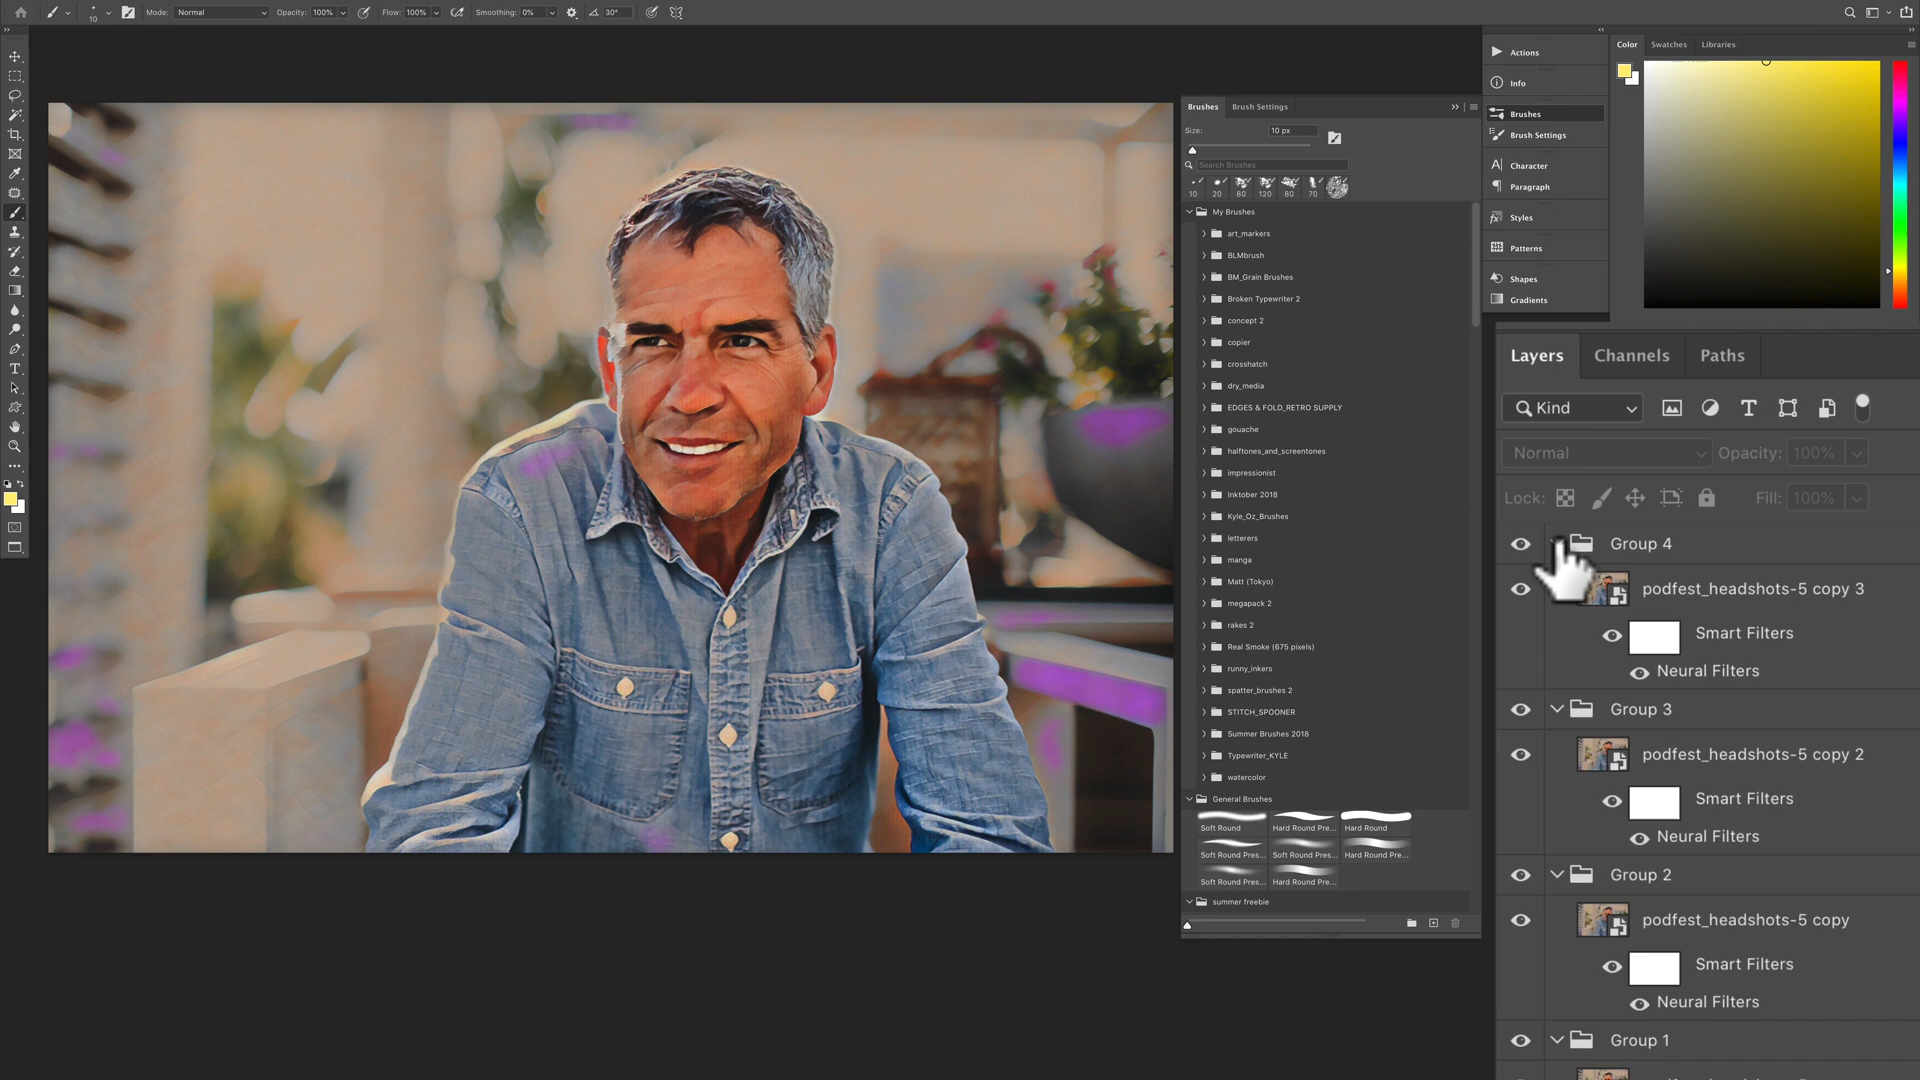 Mode: Normal Opacity: 100% Flow: 100% Smoothing: 0% 30°
10
Actions
Info
Brushes
Brush Settings
Character
Paragraph
Styles
Patterns
Shapes
Gradients
Color Swatches Libraries
Brushes Brush Settings
Size: 10 px
Search Brushes
10 20 80 120 80 70
My Brushes
art_markers
BLMbrush
BM_Grain Brushes
Broken Typewriter 2
concept 2
copier
crosshatch
dry_media
EDGES & FOLD_RETRO SUPPLY
gouache
halftones_and_screentones
impressionist
Inktober 2018
Kyle_Oz_Brushes
letterers
manga
Matt (Tokyo)
megapack 2
rakes 2
Real Smoke (675 pixels)
runny_inkers
spatter_brushes 2
STITCH_SPOONER
Summer Brushes 2018
Typewriter_KYLE
watercolor
General Brushes
Soft Round Hard Round Pre... Hard Round
Soft Round Pres... Soft Round Pres... Hard Round Pre...
Soft Round Pres... Hard Round Pre...
summer freebie
Layers Channels Paths
Kind
Normal Opacity: 100%
Lock: Fill: 100%
Group 4
podfest_headshots-5 copy 3
Smart Filters
Neural Filters
Group 3
podfest_headshots-5 copy 2
Smart Filters
Neural Filters
Group 2
podfest_headshots-5 copy
Smart Filters
Neural Filters
Group 1